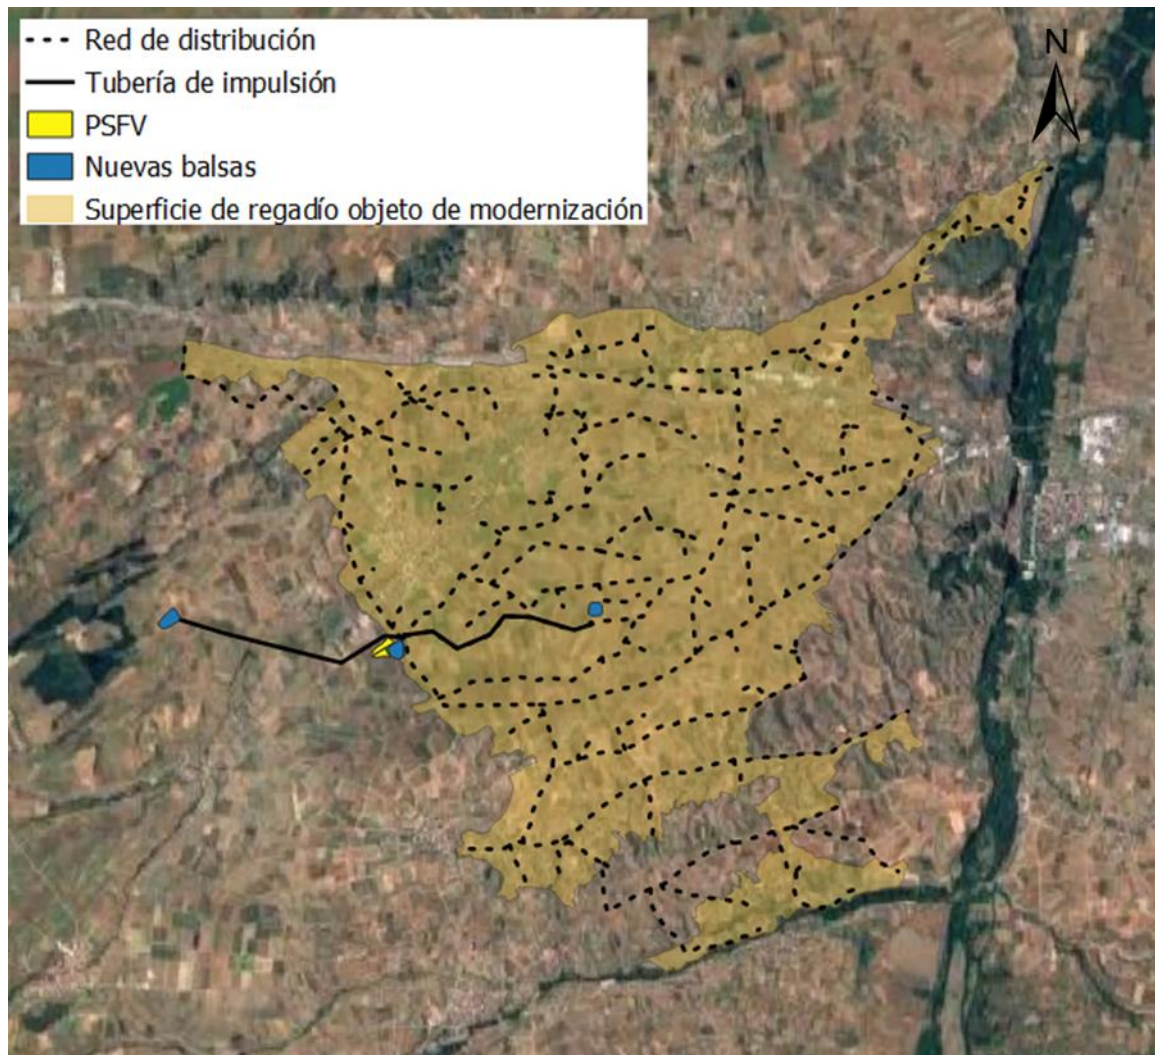 Red de distribución
Tubería de impulsión
PSFV
Nuevas balsas
Superficie de regadío objeto de modernización
N